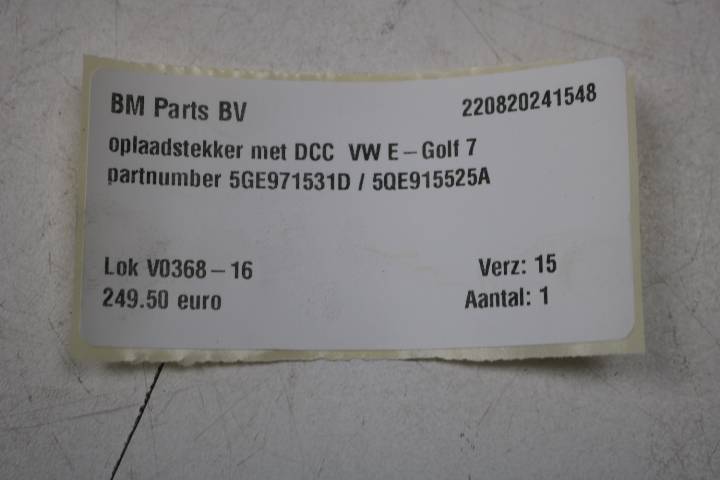 BM Parts BV 220820241548
oplaadstekker met DCC VW E-Golf 7
partnumber 5GE971531D / 5QE915525A
Lok V0368-16 Verz: 15
249.50 euro Aantal: 1